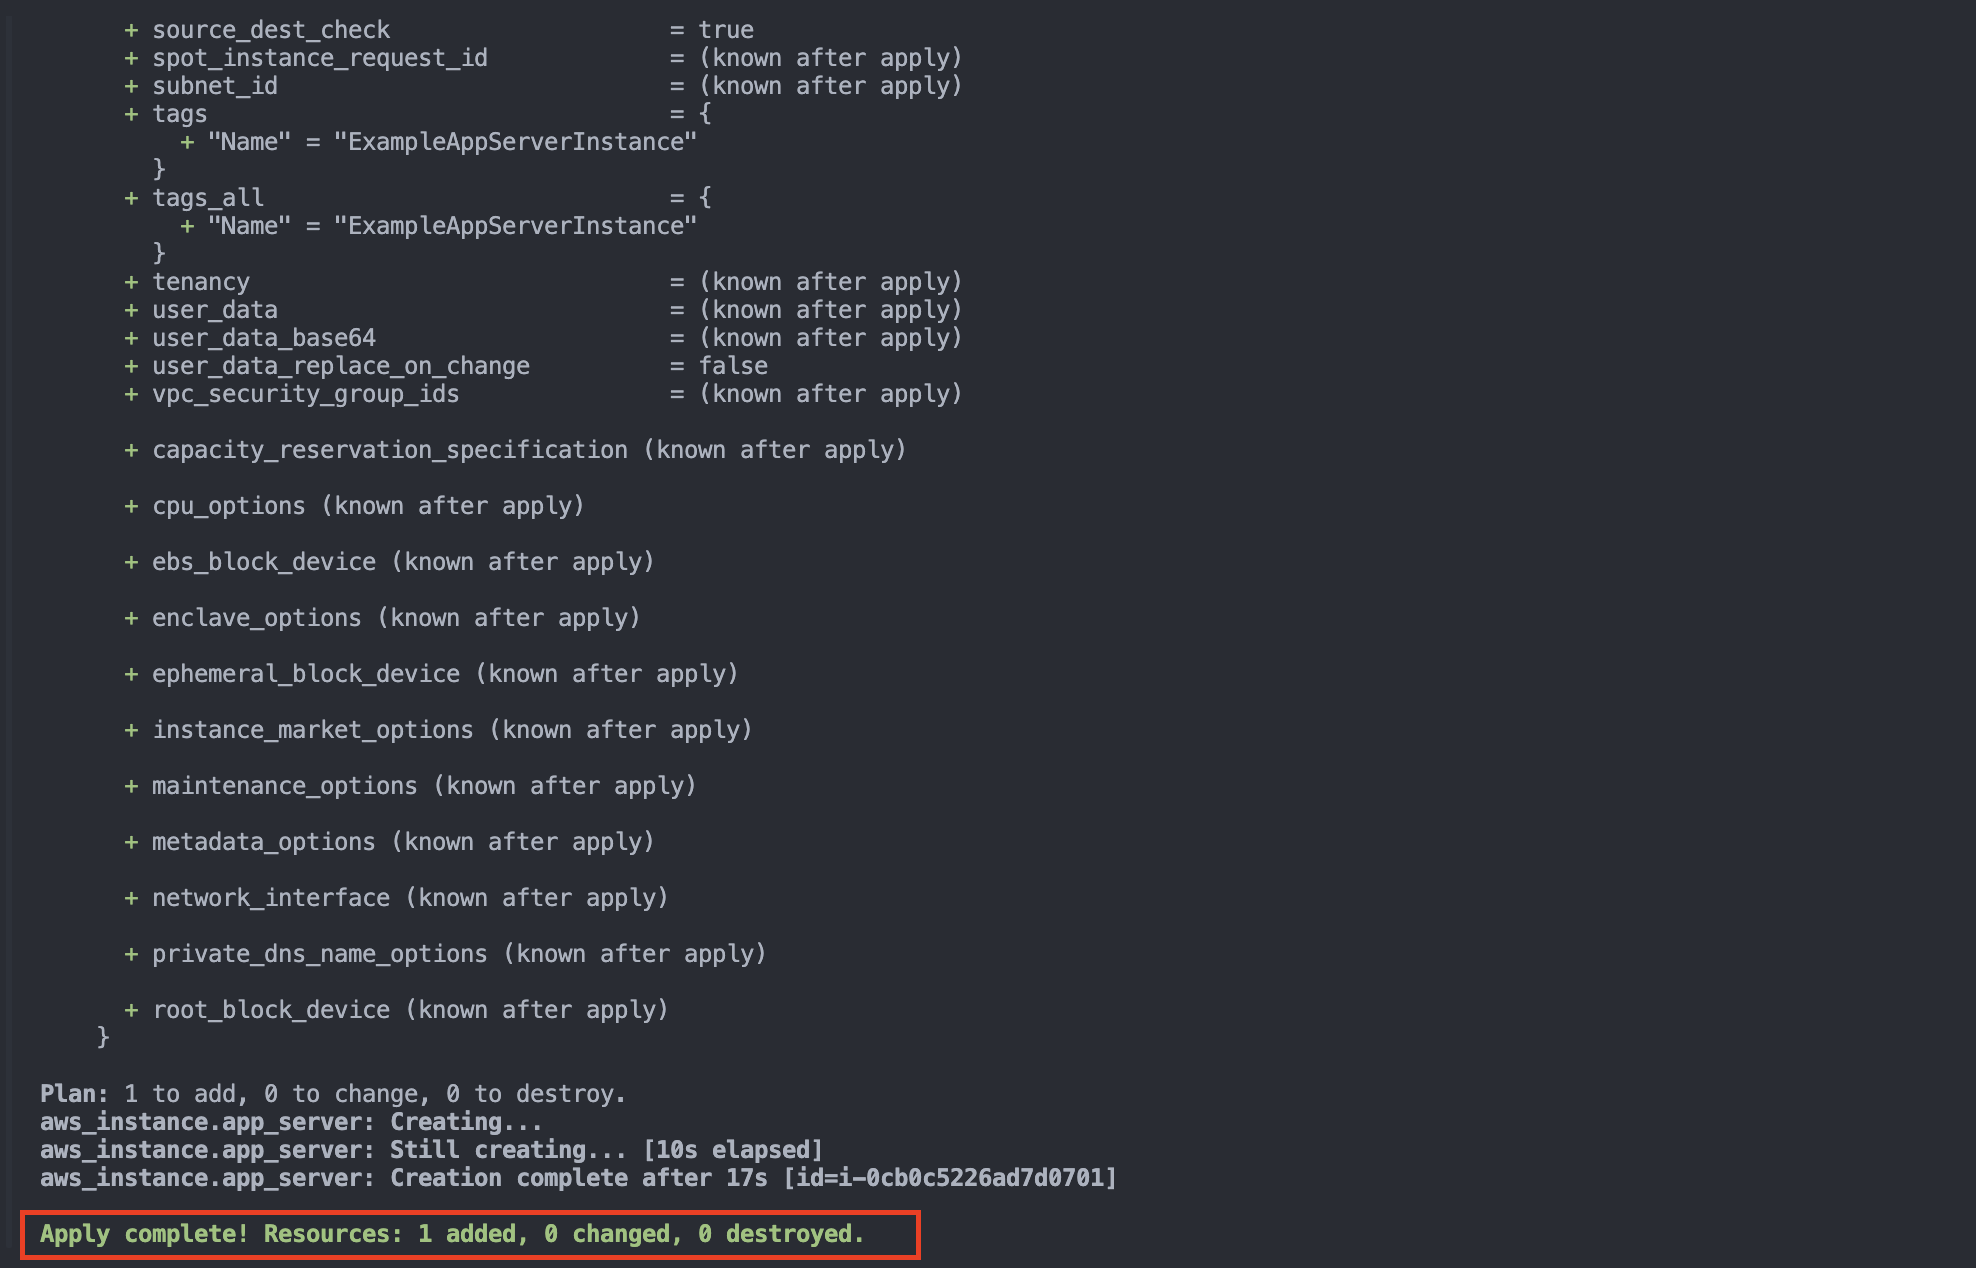 + source_dest_check                    = true
+ spot_instance_request_id             = (known after apply)
+ subnet_id                            = (known after apply)
+ tags                                 = {
    + "Name" = "ExampleAppServerInstance"
  }
+ tags_all                             = {
    + "Name" = "ExampleAppServerInstance"
  }
+ tenancy                              = (known after apply)
+ user_data                            = (known after apply)
+ user_data_base64                     = (known after apply)
+ user_data_replace_on_change          = false
+ vpc_security_group_ids               = (known after apply)
+ capacity_reservation_specification (known after apply)
+ cpu_options (known after apply)
+ ebs_block_device (known after apply)
+ enclave_options (known after apply)
+ ephemeral_block_device (known after apply)
+ instance_market_options (known after apply)
+ maintenance_options (known after apply)
+ metadata_options (known after apply)
+ network_interface (known after apply)
+ private_dns_name_options (known after apply)
+ root_block_device (known after apply)
}
Plan: 1 to add, 0 to change, 0 to destroy.
aws_instance.app_server: Creating...
aws_instance.app_server: Still creating... [10s elapsed]
aws_instance.app_server: Creation complete after 17s [id=i-0cb0c5226ad7d0701]
Apply complete! Resources: 1 added, 0 changed, 0 destroyed.